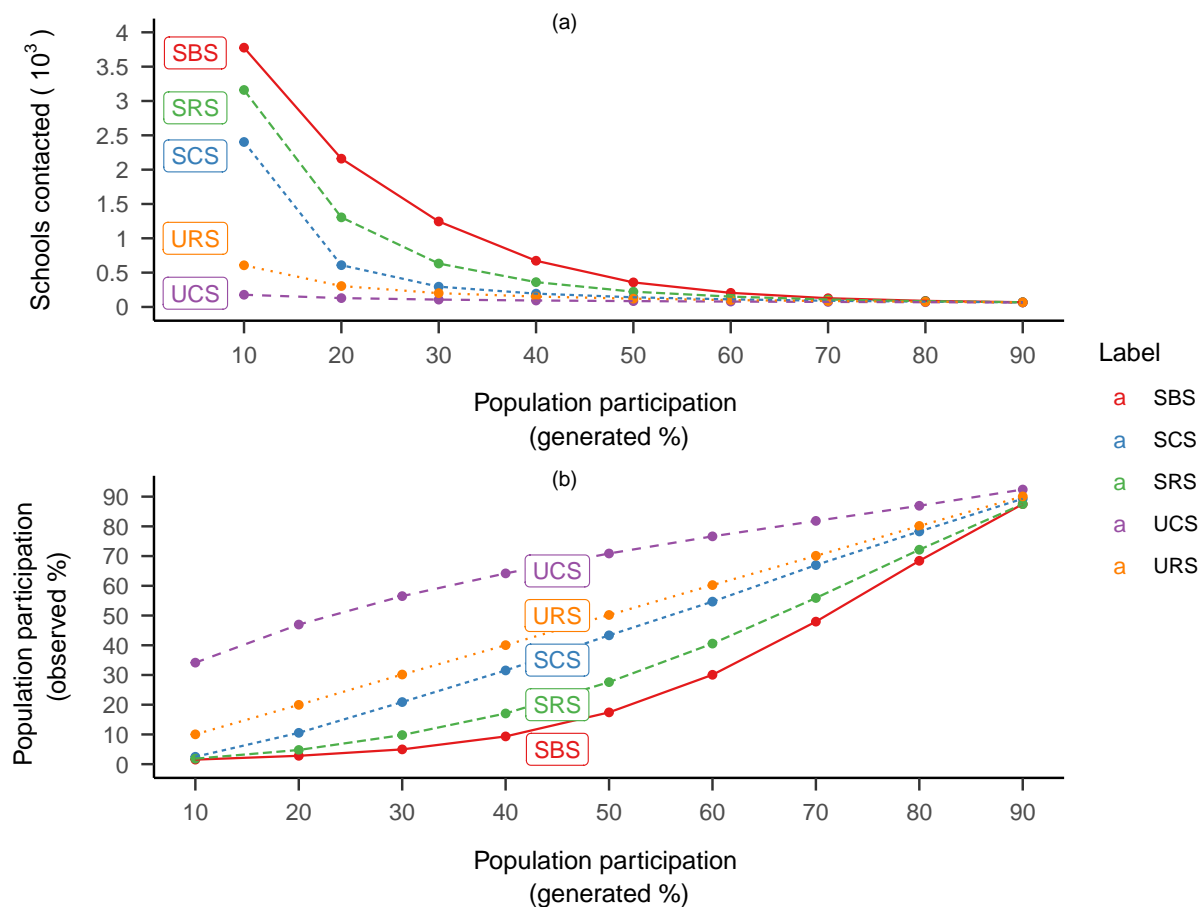 (a)
Schools contacted ( 10³)
4
3.5
3
2.5
2
1.5
1
0.5
0
SBS
SRS
SCS
URS
UCS
10 20 30 40 50 60 70 80 90
Population participation
(generated %)
(b)
Population participation
(observed %)
90
80
70
60
50
40
30
20
10
0
UCS
URS
SCS
SRS
SBS
10 20 30 40 50 60 70 80 90
Population participation
(generated %)
Label
a SBS
a SCS
a SRS
a UCS
a URS